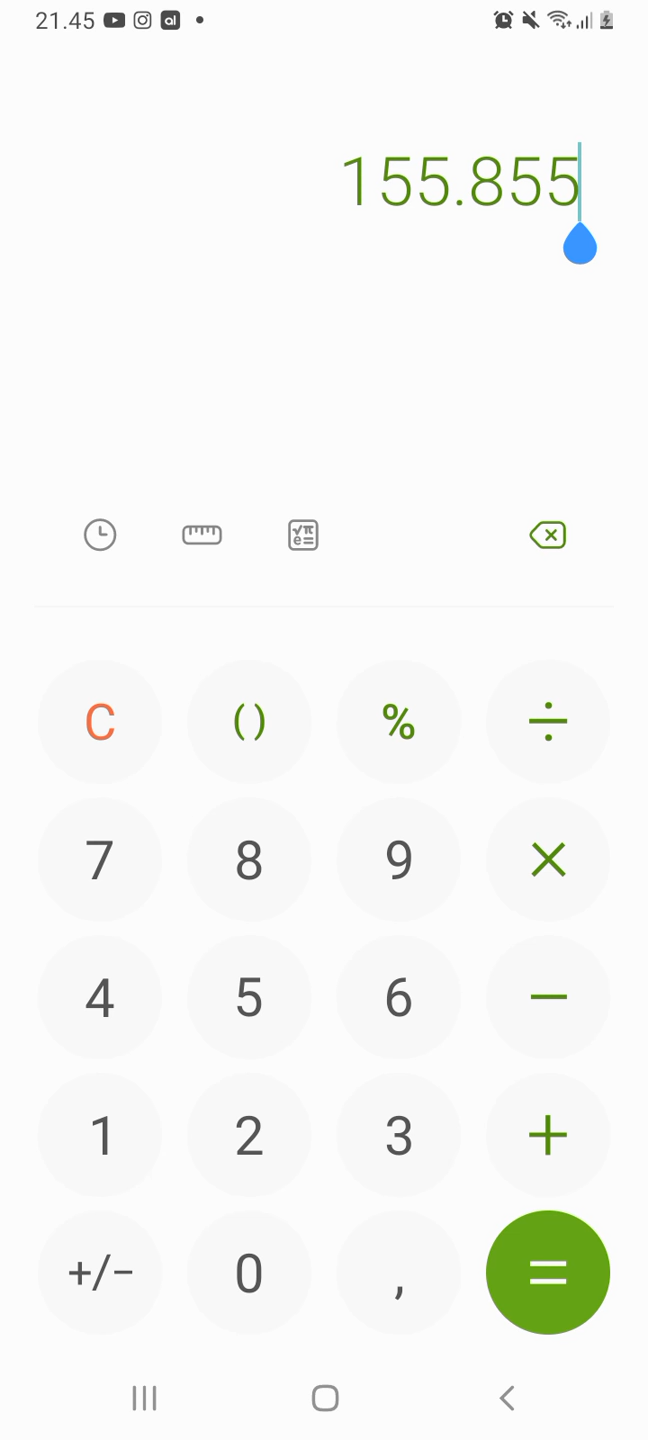 21.45
155.855
C () % ÷
7 8 9 ×
4 5 6 −
1 2 3 +
+/− 0 , =